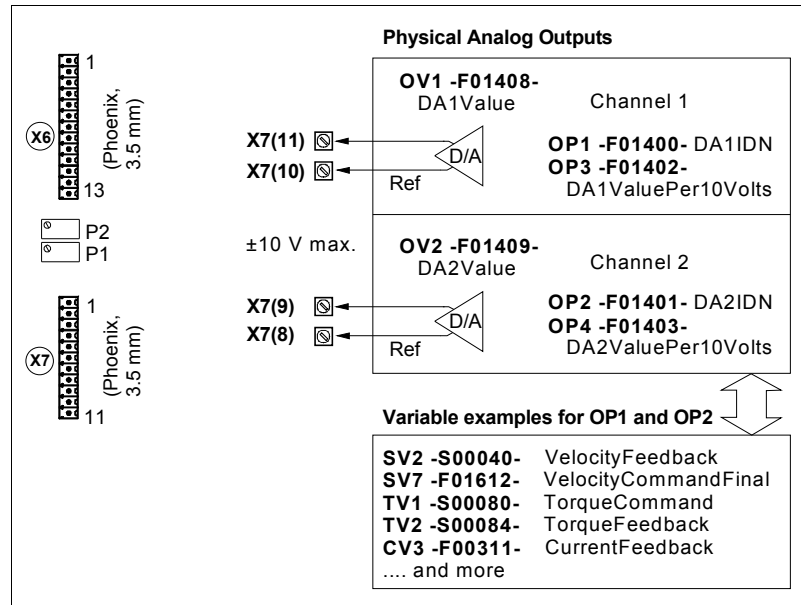 Physical Analog Outputs
1
X6
(Phoenix,
3.5 mm)
13
P2
P1
1
X7
(Phoenix,
3.5 mm)
11
OV1 -F01408-
DA1Value
Channel 1
X7(11)
D/A
X7(10)
Ref
OP1 -F01400- DA1IDN
OP3 -F01402-
DA1ValuePer10Volts
±10 V max.
OV2 -F01409-
DA2Value
Channel 2
X7(9)
D/A
X7(8)
Ref
OP2 -F01401- DA2IDN
OP4 -F01403-
DA2ValuePer10Volts
Variable examples for OP1 and OP2
SV2 -S00040- VelocityFeedback
SV7 -F01612- VelocityCommandFinal
TV1 -S00080- TorqueCommand
TV2 -S00084- TorqueFeedback
CV3 -F00311- CurrentFeedback
.... and more